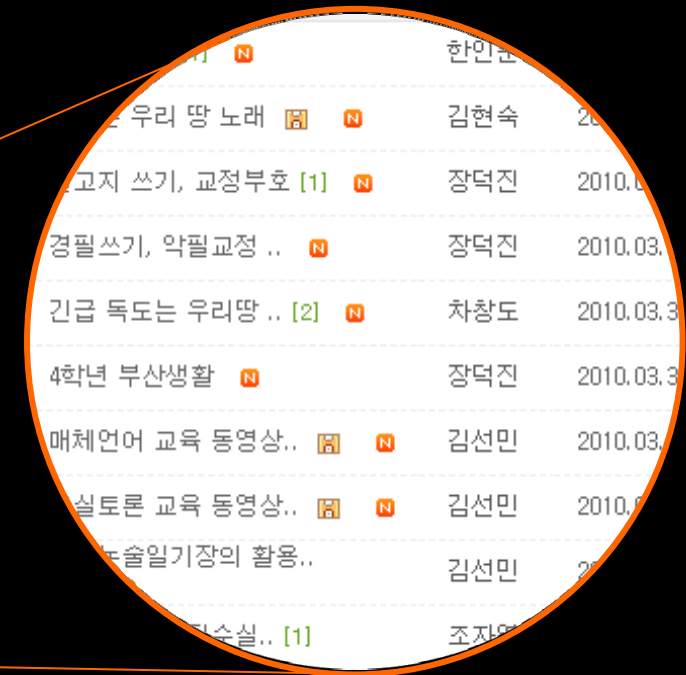 한인
우리 땅 노래 김현숙
쓰기, 교정부호 [1] 장덕진 2010.
경필쓰기, 악필교정 .. 장덕진 2010.03.
긴급 독도는 우리땅 .. [2] 차창도 2010.03.3
4학년 부산생활 장덕진 2010.03.3
매체언어 교육 동영상.. 김선민 2010.03.
실토론 교육 동영상.. 김선민 2010.
술일기장의 활용.. 김선민
수실.. [1] 조자